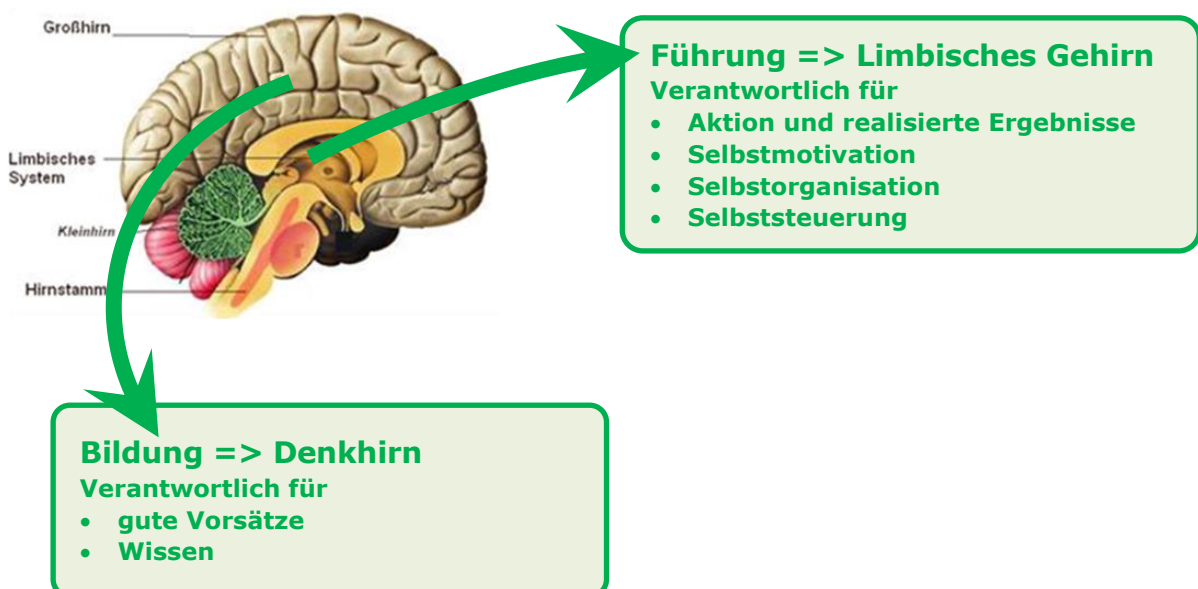 Großhirn
Limbisches
System
Kleinhirn
Hirnstamm
Führung => Limbisches Gehirn
Verantwortlich für
• Aktion und realisierte Ergebnisse
• Selbstmotivation
• Selbstorganisation
• Selbststeuerung
Bildung => Denkhirn
Verantwortlich für
• gute Vorsätze
• Wissen